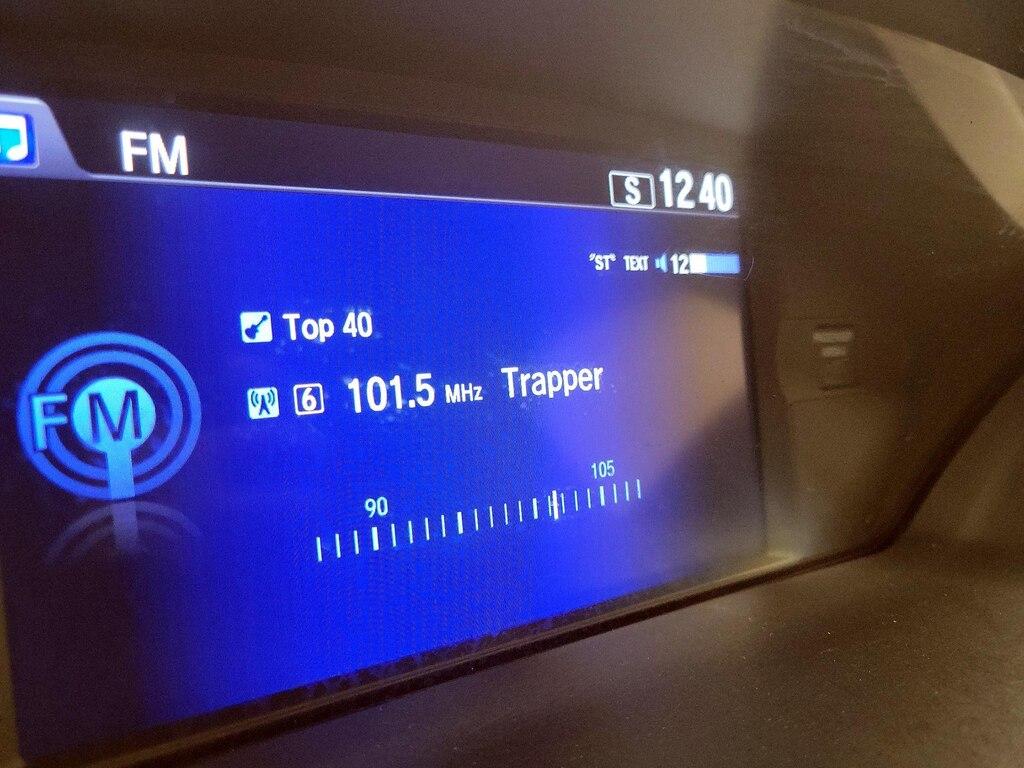 FM
S 12 40
"ST" TEXT 12
Top 40
FM
6 101.5 MHz Trapper
90 105